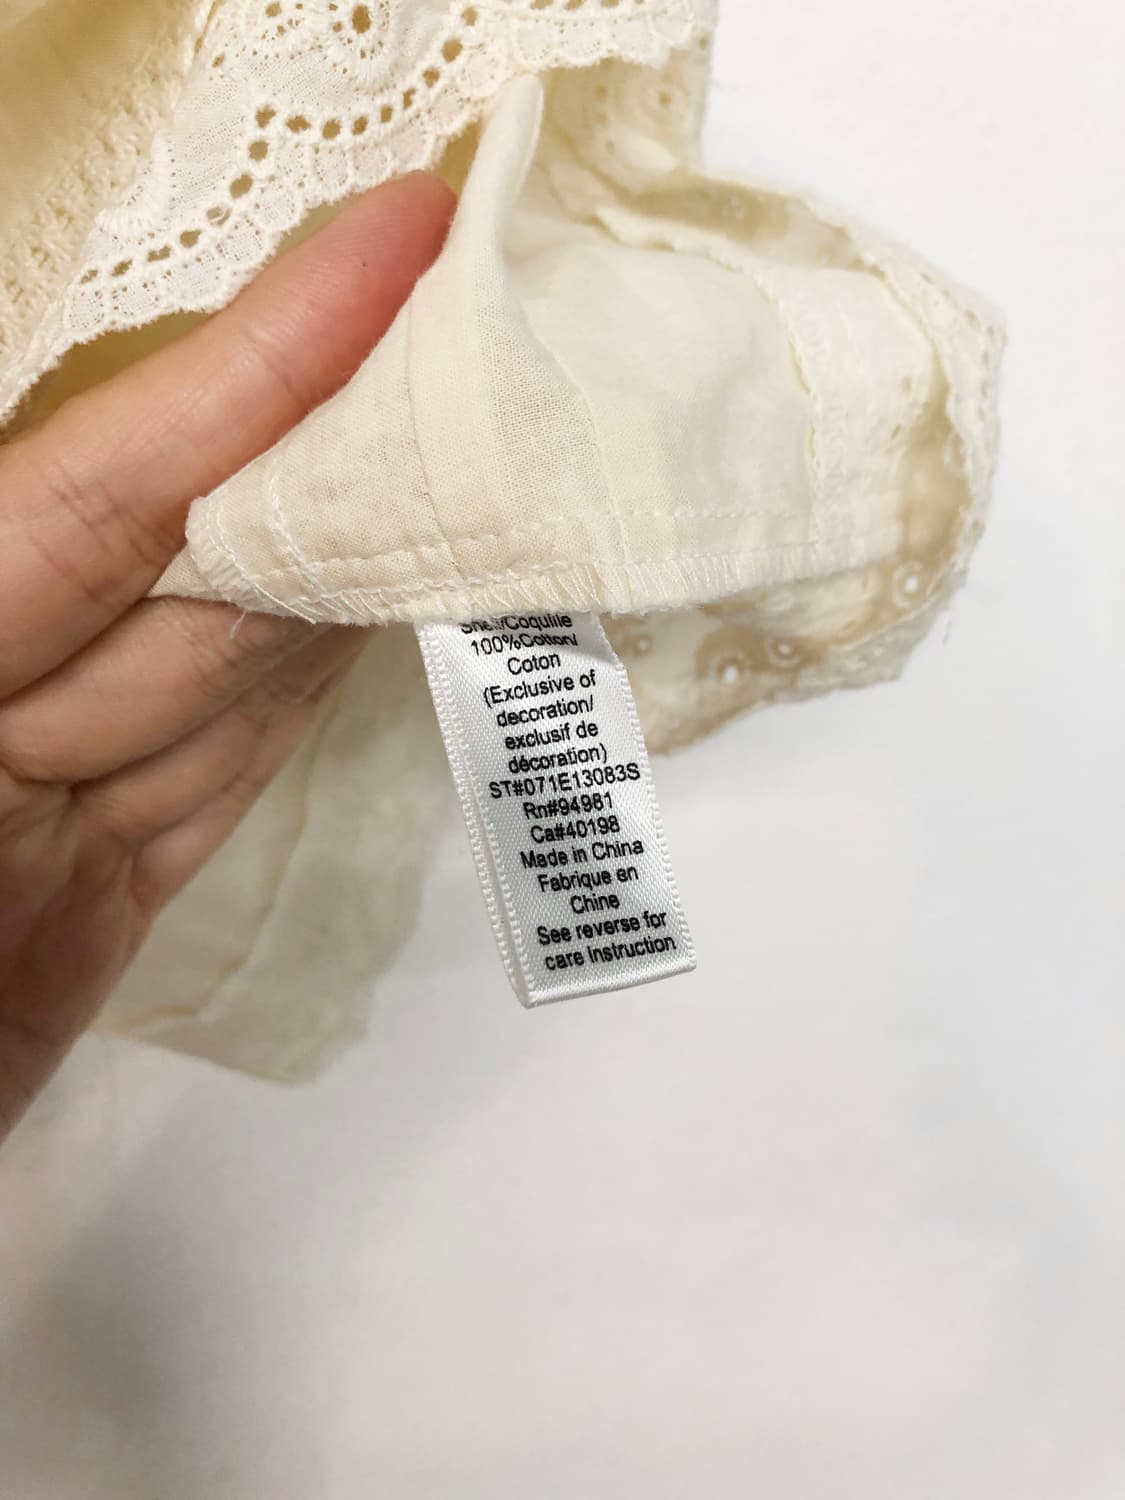 Shell/Coquille
100%Cotton/
Coton
(Exclusive of
decoration/
exclusif de
décoration)
ST#071E13083S
Rn#94981
Ca#40198
Made in China
Fabrique en
Chine
See reverse for
care Instruction